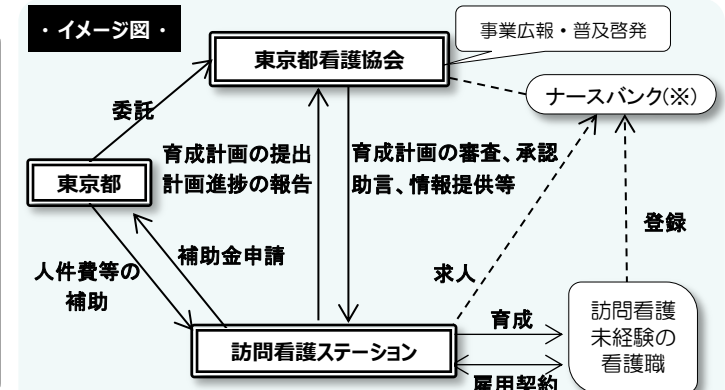 ・イメージ図・
事業広報・普及啓発
東京都看護協会
ナースバンク(※)
委託
育成計画の提出
計画進捗の報告
育成計画の審査、承認
助言、情報提供等
東京都
登録
補助金申請
人件費等の
補助
求人
訪問看護
未経験の
看護職
育成
訪問看護ステーション
雇用契約